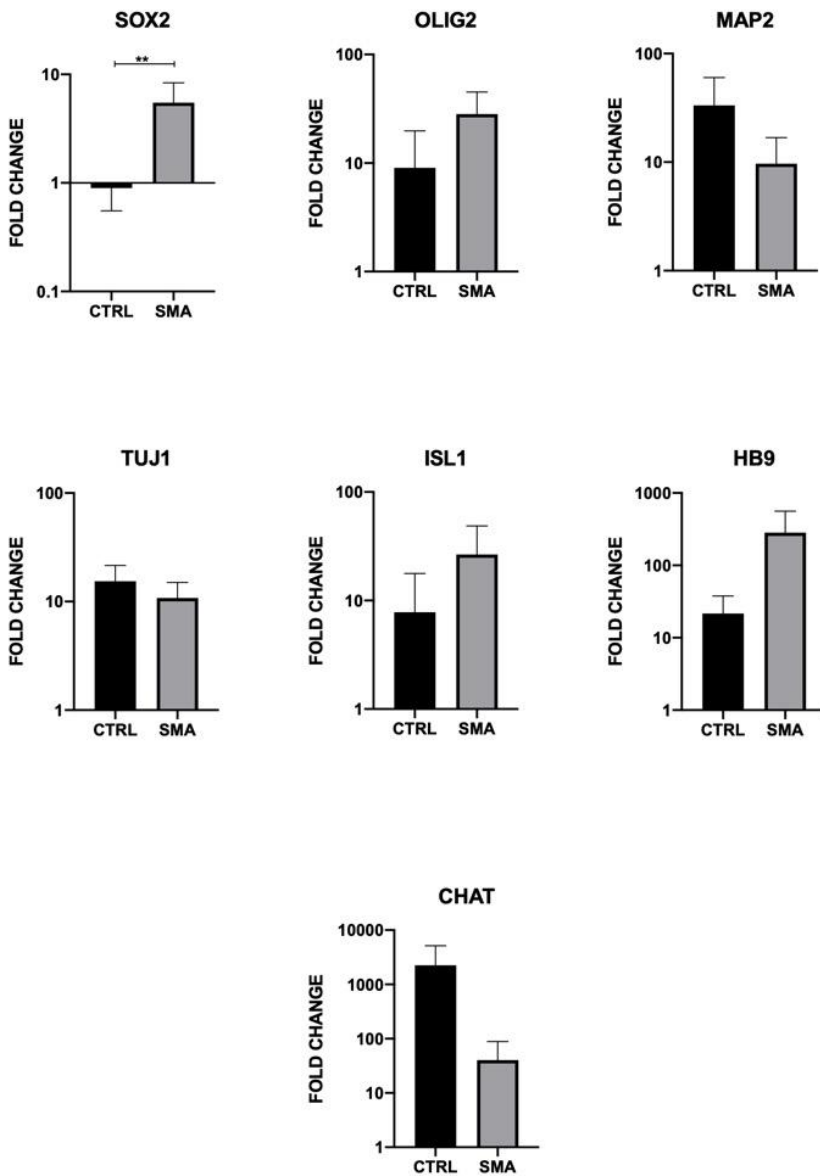 SOX2
**
10
1
0.1
FOLD CHANGE
CTRL SMA
OLIG2
100
10
1
FOLD CHANGE
CTRL SMA
MAP2
100
10
1
FOLD CHANGE
CTRL SMA
TUJ1
100
10
1
FOLD CHANGE
CTRL SMA
ISL1
100
10
1
FOLD CHANGE
CTRL SMA
HB9
1000
100
10
1
FOLD CHANGE
CTRL SMA
CHAT
10000
1000
100
10
1
FOLD CHANGE
CTRL SMA